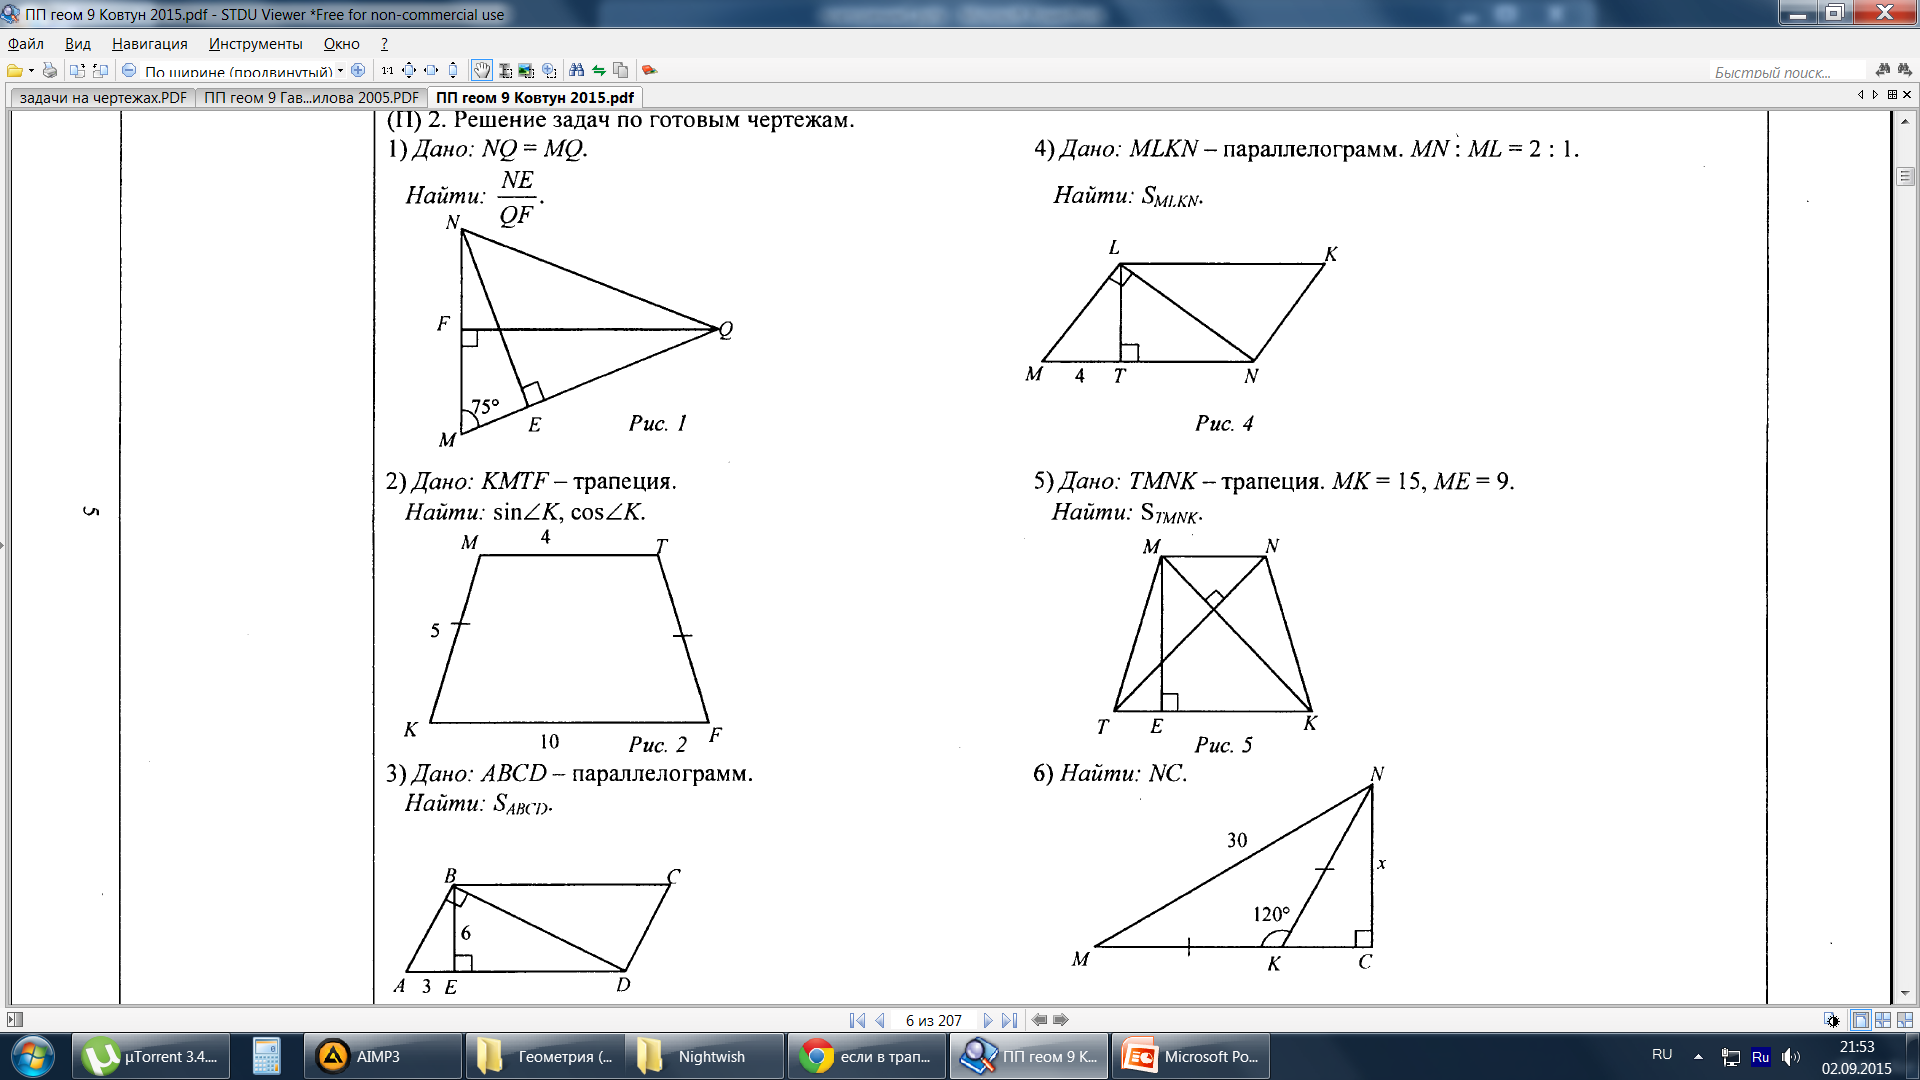 ПП геом 9 Ковтун 2015.pdf - STDU Viewer *Free for non-commercial use
Файл Вид Навигация Инструменты Окно ?
По ширине (продвинутый) 1:1 Быстрый поиск...
задачи на чертежах.PDF ПП геом 9 Гав...илова 2005.PDF ПП геом 9 Ковтун 2015.pdf
(П) 2. Решение задач по готовым чертежам.
1) Дано: NQ = MQ.
Найти: NE/QF.
N
F
Q
75°
M
E
Рис. 1
2) Дано: KMTF – трапеция.
Найти: sin∠K, cos∠K.
M 4 T
5
K
10
F
Рис. 2
3) Дано: ABCD – параллелограмм.
Найти: S_ABCD.
B C
6
A 3 E D
4) Дано: MLKN – параллелограмм. MN : ML = 2 : 1.
Найти: S_MLKN.
L K
M 4 T N
Рис. 4
5) Дано: TMNK – трапеция. MK = 15, ME = 9.
Найти: S_TMNK.
M N
T E K
Рис. 5
6) Найти: NC.
N
30
x
120°
M K C
5
6 из 207
µTorrent 3.4....
AIMP3
Геометрия (...
Nightwish
если в трап...
ПП геом 9 К...
Microsoft Po...
RU
Ru
21:53
02.09.2015